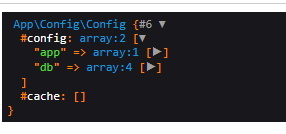 App\Config\Config {#6 ▼
  #config: array:2 [▼
    "app" => array:1 [▶]
    "db" => array:4 [▶]
  ]
  #cache: []
}